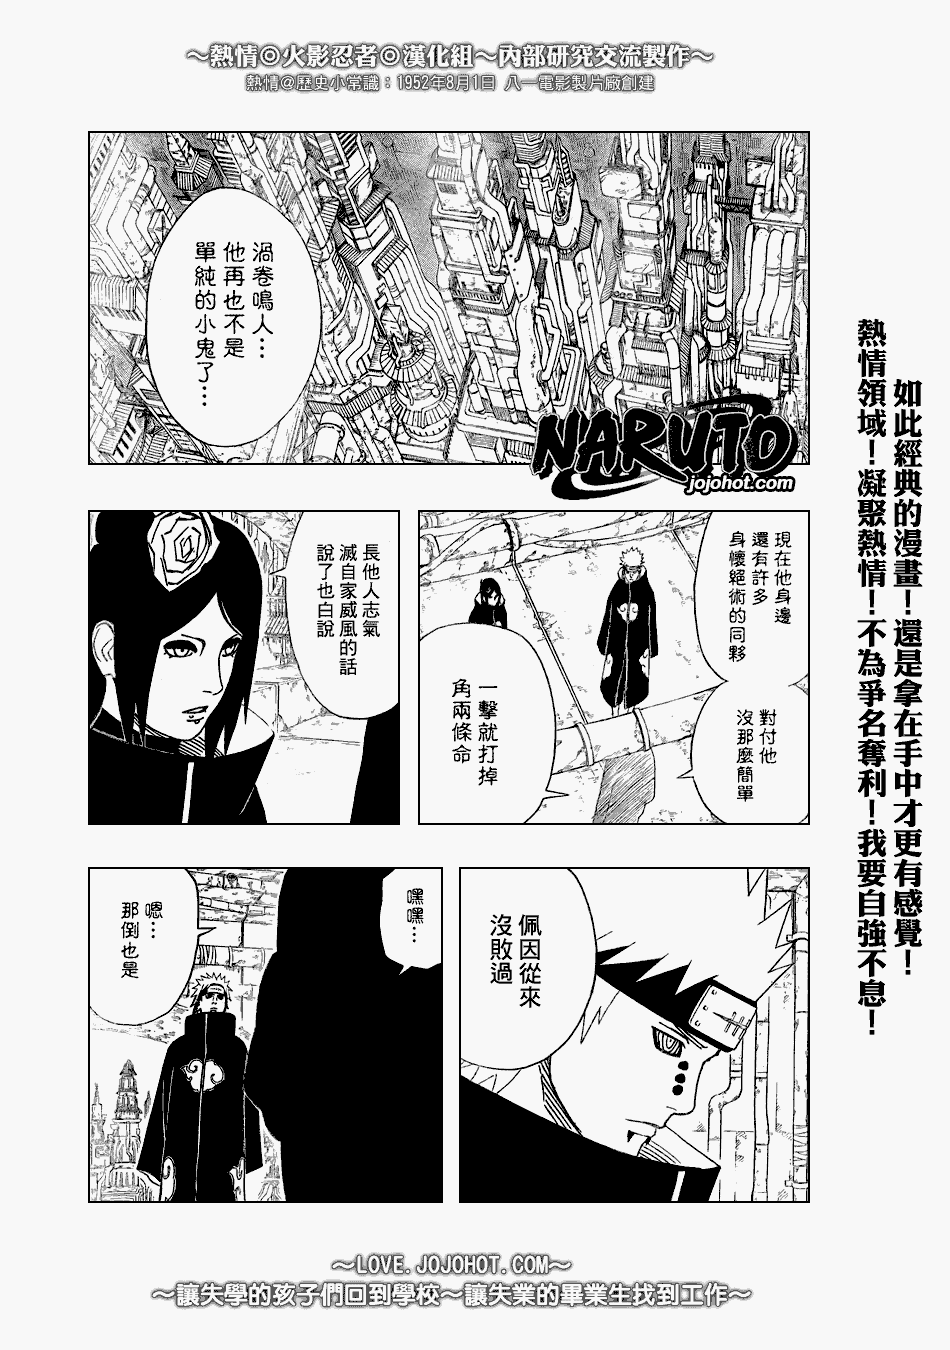 ～熱情◎火影忍者◎漢化組～內部研究交流製作～
熱情@歷史小常識：1952年8月1日 八一電影製片廠創建
渦卷鳴人…
他再也不是
單純的小鬼了…
NARUTO
jojohot.com
現在他身邊
還有許多
身懷絕術的同夥
對付他
沒那麼簡單
一擊就打掉
角兩條命
長他人志氣
滅自家威風的話
說了也白說
佩因從來
沒敗過
嘿嘿…
嗯…
那倒也是
如此經典的漫畫！還是拿在手中才更有感覺！
熱情領域！凝聚熱情！不為爭名奪利！我要自強不息！
～LOVE.JOJOHOT.COM～
～讓失學的孩子們回到學校～讓失業的畢業生找到工作～